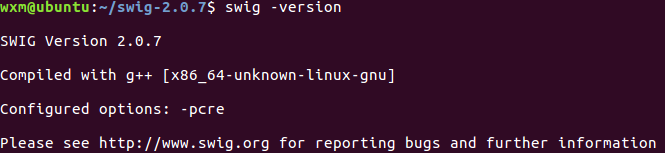 wxm@ubuntu:~/swig-2.0.7$ swig -version
SWIG Version 2.0.7
Compiled with g++ [x86_64-unknown-linux-gnu]
Configured options: -pcre
Please see http://www.swig.org for reporting bugs and further information